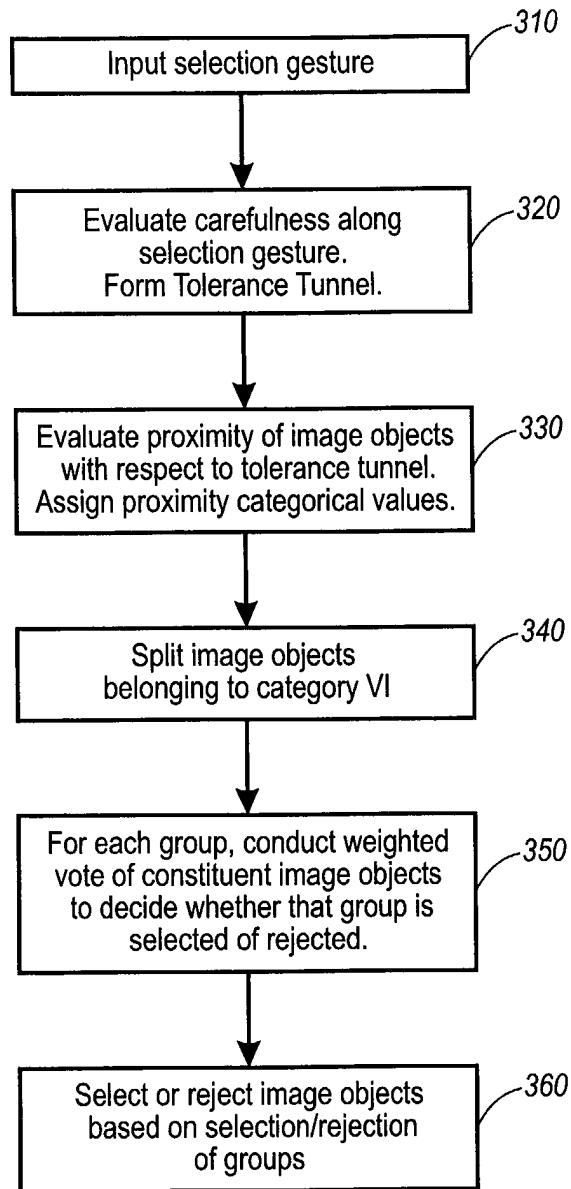 310
Input selection gesture
320
Evaluate carefulness along
selection gesture.
Form Tolerance Tunnel.
330
Evaluate proximity of image objects
with respect to tolerance tunnel.
Assign proximity categorical values.
340
Split image objects
belonging to category VI
350
For each group, conduct weighted
vote of constituent image objects
to decide whether that group is
selected of rejected.
360
Select or reject image objects
based on selection/rejection
of groups